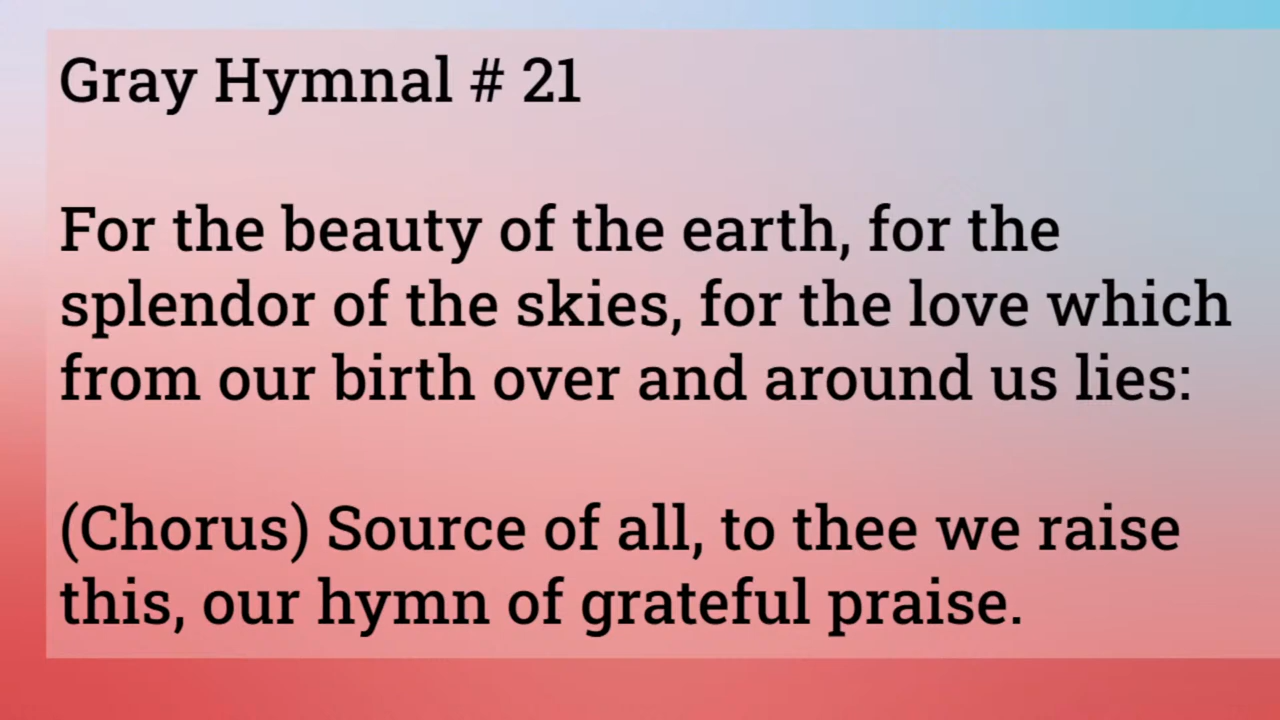 Gray Hymnal # 21
For the beauty of the earth, for the
splendor of the skies, for the love which
from our birth over and around us lies:
(Chorus) Source of all, to thee we raise
this, our hymn of grateful praise.